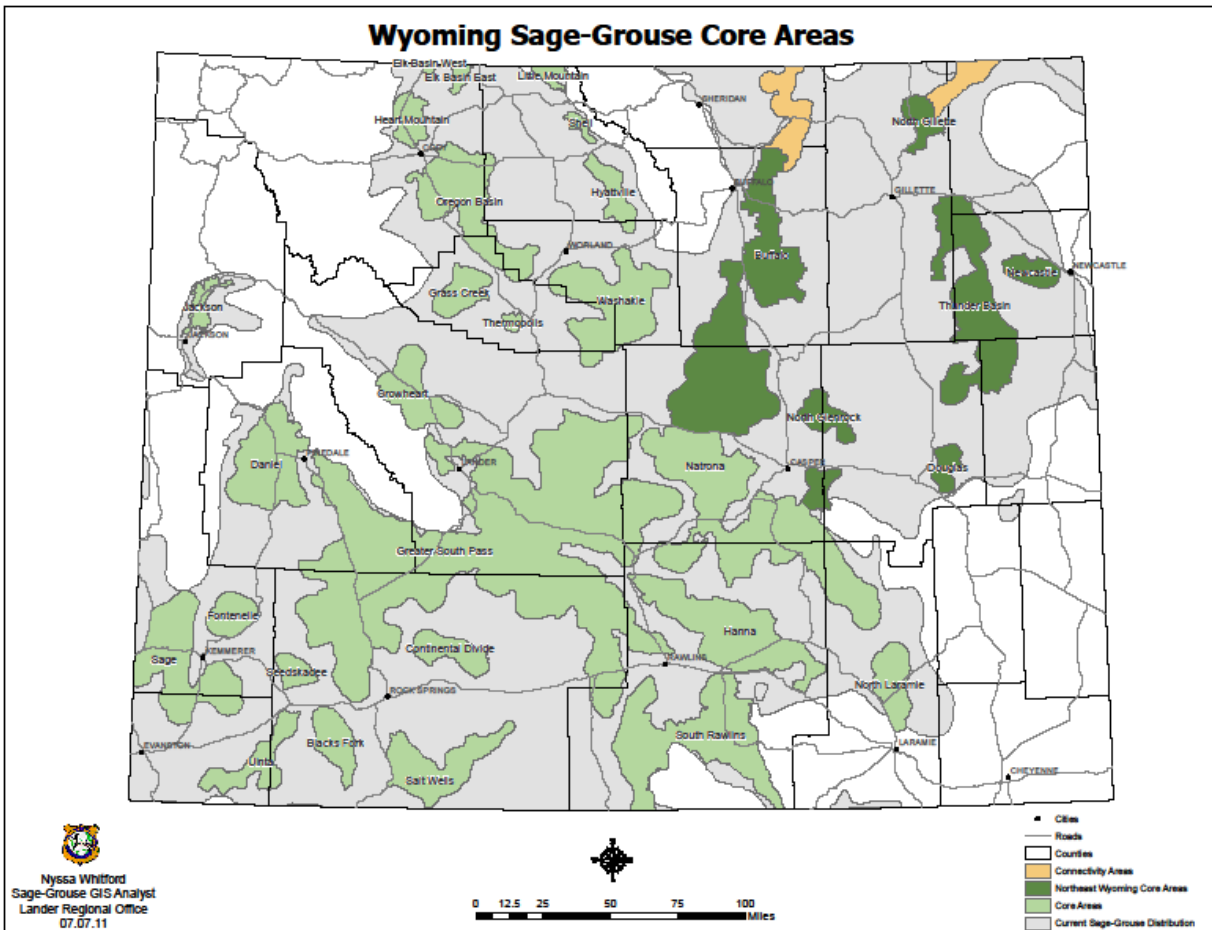 Wyoming Sage-Grouse Core Areas
Elk Basin West
Elk Basin East
Little Mountain
SHERIDAN
Heart Mountain
Shell
North Gillette
CODY
Hyattville
BUFFALO
GILLETTE
Oregon Basin
WORLAND
Buffalo
Newcastle
NEWCASTLE
Grass Creek
Washakie
Thunder Basin
Jackson
Thermopolis
JACKSON
Crowheart
North Glenrock
Daniel
PINEDALE
LANDER
Natrona
CASPER
Douglas
Greater South Pass
Fontenelle
Hanna
Sage
KEMMERER
Continental Divide
RAWLINS
Seedskadee
ROCK SPRINGS
North Laramie
EVANSTON
Blacks Fork
South Rawlins
LARAMIE
Uinta
Salt Wells
CHEYENNE
Nyssa Whitford
Sage-Grouse GIS Analyst
Lander Regional Office
07.07.11
0 12.5 25 50 75 100
Miles
Cities
Roads
Counties
Connectivity Areas
Northeast Wyoming Core Areas
Core Areas
Current Sage-Grouse Distribution